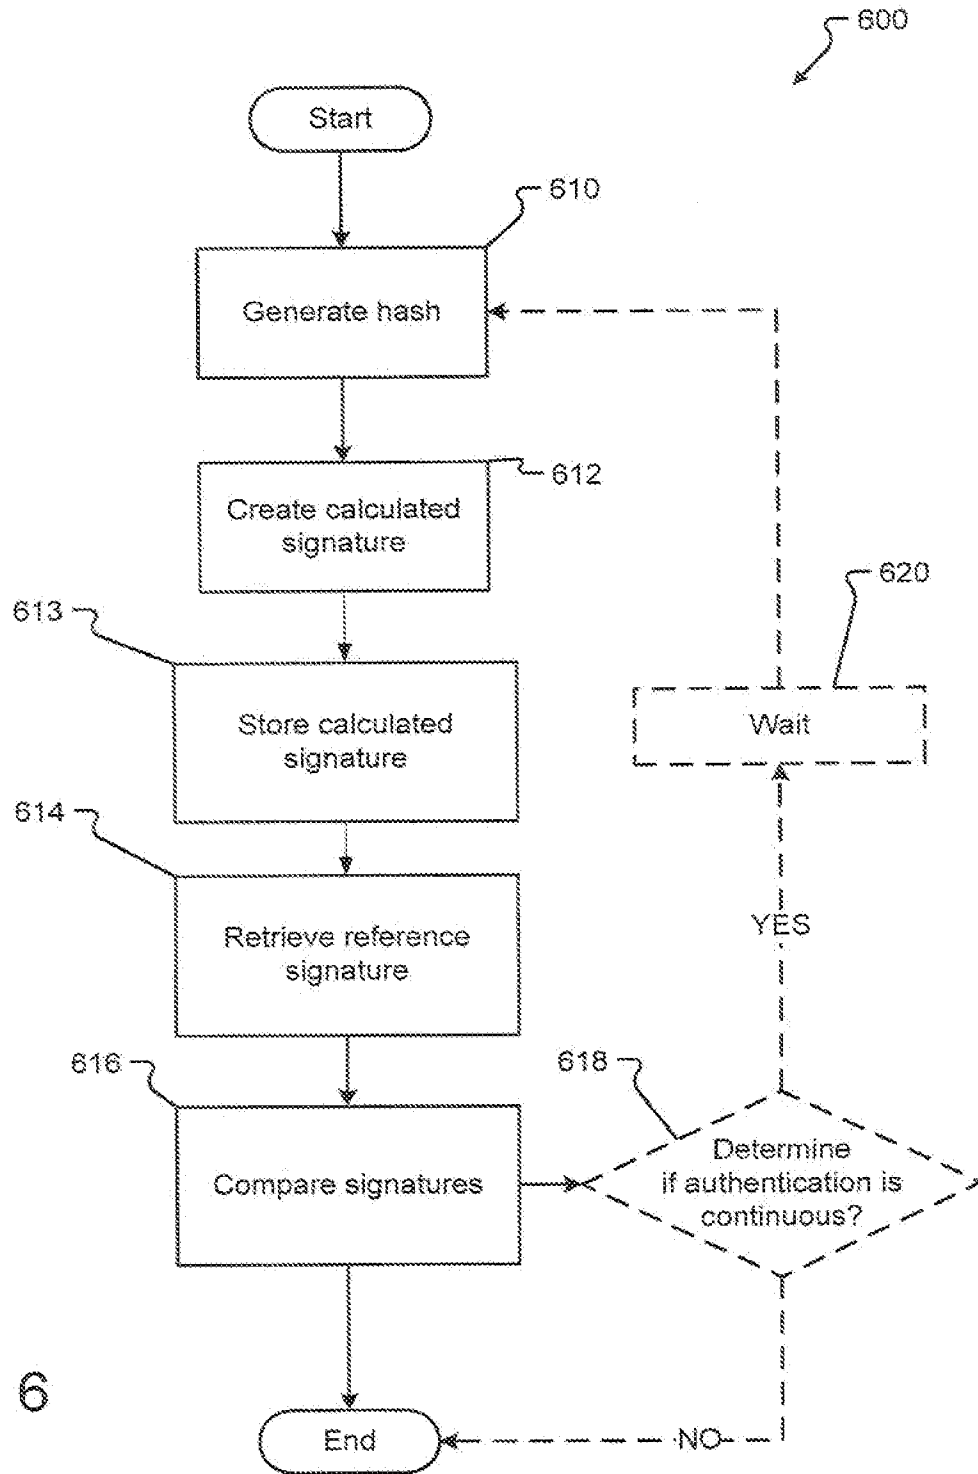 600
Start
610
Generate hash
612
Create calculated
signature
613
620
Store calculated
signature
Wait
614
Retrieve reference
signature
YES
616
618
Compare signatures
Determine
if authentication is
continuous?
6
End
NO